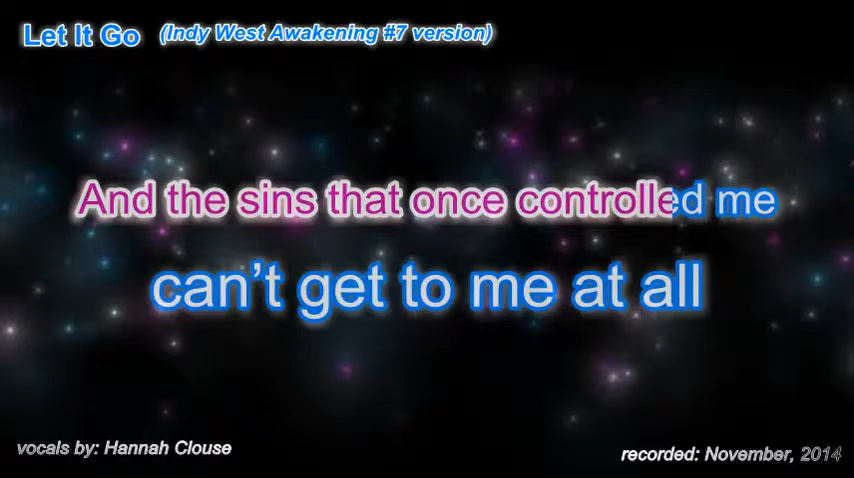 Let It Go (Indy West Awakening #7 version)
And the sins that once controlled me
can't get to me at all
vocals by: Hannah Clouse
recorded: November, 2014